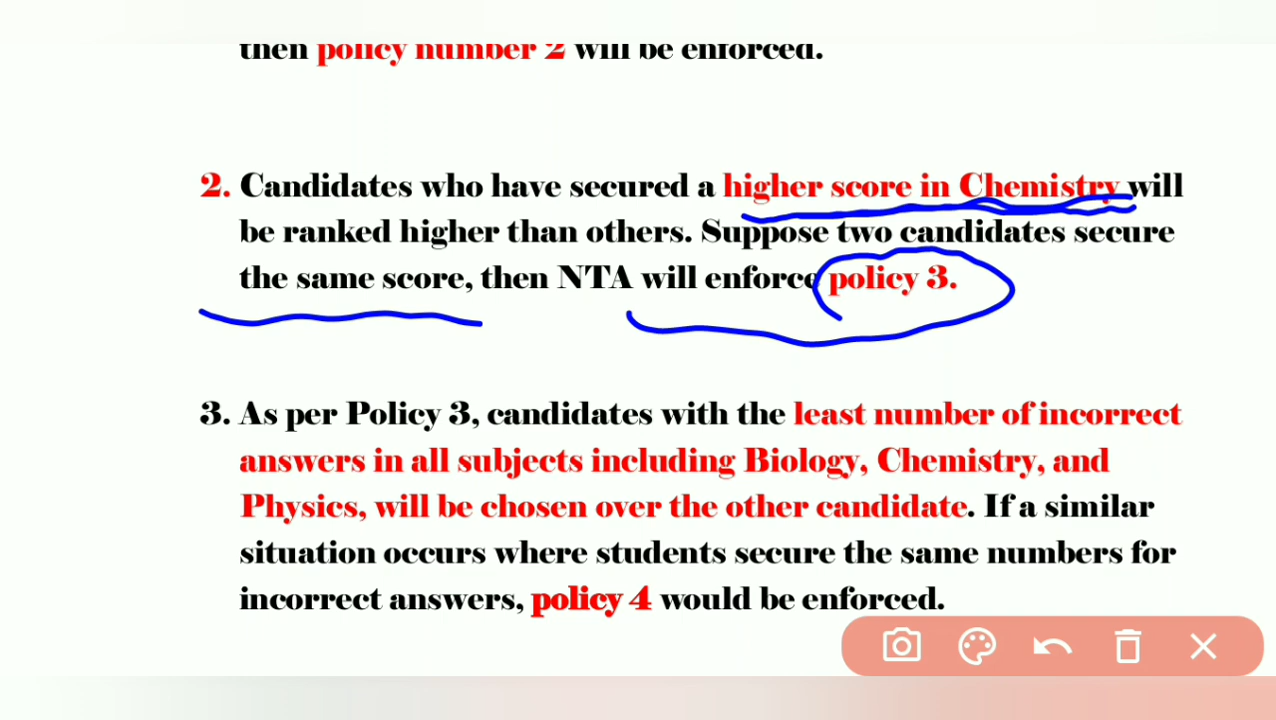 then policy number 2 will be enforced.
2. Candidates who have secured a higher score in Chemistry will
be ranked higher than others. Suppose two candidates secure
the same score, then NTA will enforce policy 3.
3. As per Policy 3, candidates with the least number of incorrect
answers in all subjects including Biology, Chemistry, and
Physics, will be chosen over the other candidate. If a similar
situation occurs where students secure the same numbers for
incorrect answers, policy 4 would be enforced.